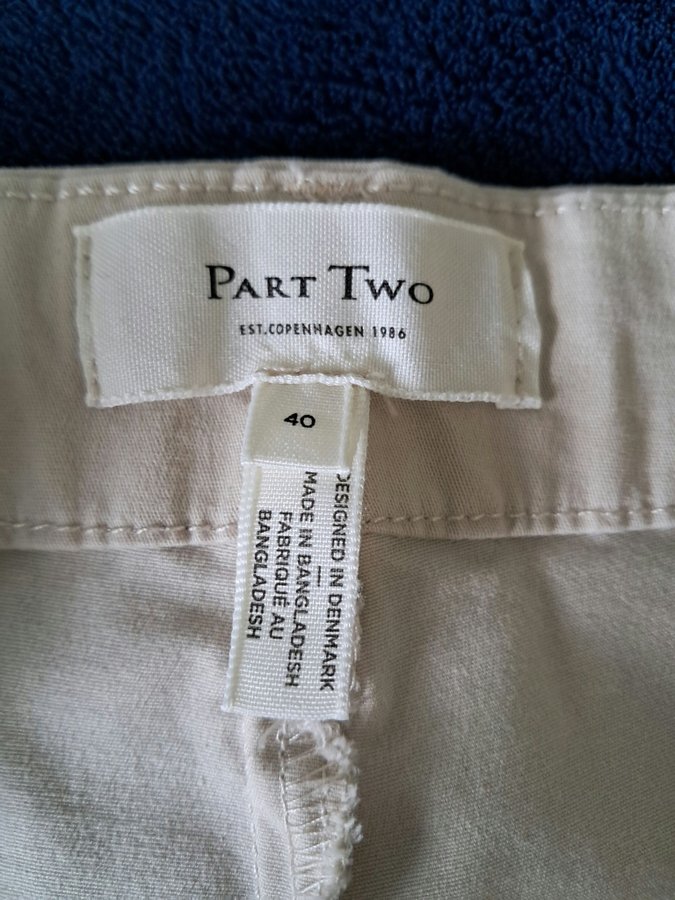 PART TWO
EST. COPENHAGEN 1986
40
DESIGNED IN DENMARK
—
MADE IN BANGLADESH
FABRIQUÉ AU
BANGLADESH